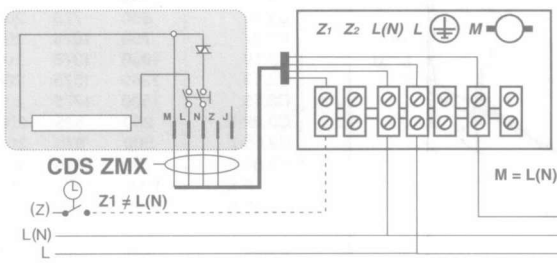 Z1 Z2 L(N) L M
M L N Z J
CDS ZMX
M = L(N)
Z1 ≠ L(N)
(Z)
L(N)
L